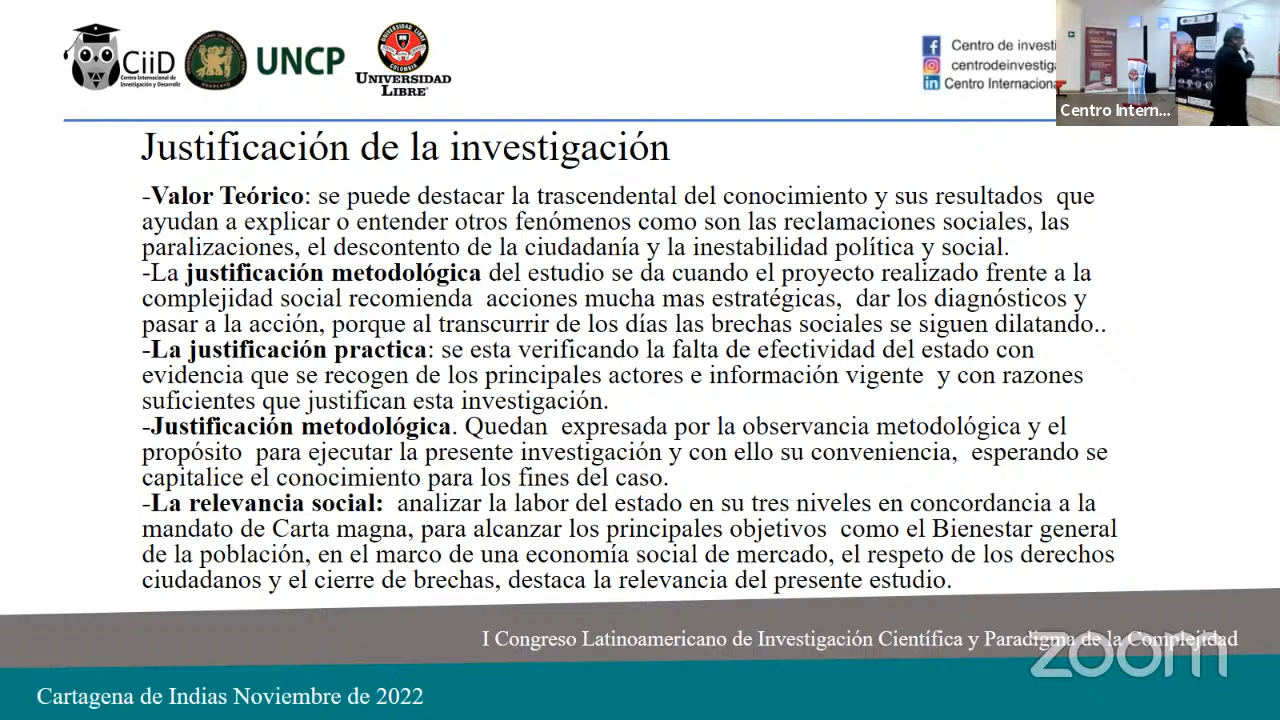 CiiD
Centro Internacional de
Investigación y Desarrollo
UNCP
UNIVERSIDAD LIBRE
COLOMBIA
UNIVERSIDAD
LIBRE
Centro de investi
centrodeinvestiga
Centro Internaciona
Centro Intern...
Justificación de la investigación
-Valor Teórico: se puede destacar la trascendental del conocimiento y sus resultados que
ayudan a explicar o entender otros fenómenos como son las reclamaciones sociales, las
paralizaciones, el descontento de la ciudadanía y la inestabilidad política y social.
-La justificación metodológica del estudio se da cuando el proyecto realizado frente a la
complejidad social recomienda acciones mucha mas estratégicas, dar los diagnósticos y
pasar a la acción, porque al transcurrir de los días las brechas sociales se siguen dilatando..
-La justificación practica: se esta verificando la falta de efectividad del estado con
evidencia que se recogen de los principales actores e información vigente y con razones
suficientes que justifican esta investigación.
-Justificación metodológica. Quedan expresada por la observancia metodológica y el
propósito para ejecutar la presente investigación y con ello su conveniencia, esperando se
capitalice el conocimiento para los fines del caso.
-La relevancia social: analizar la labor del estado en su tres niveles en concordancia a la
mandato de Carta magna, para alcanzar los principales objetivos como el Bienestar general
de la población, en el marco de una economía social de mercado, el respeto de los derechos
ciudadanos y el cierre de brechas, destaca la relevancia del presente estudio.
I Congreso Latinoamericano de Investigación Científica y Paradigma de la Complejidad
zoom
Cartagena de Indias Noviembre de 2022